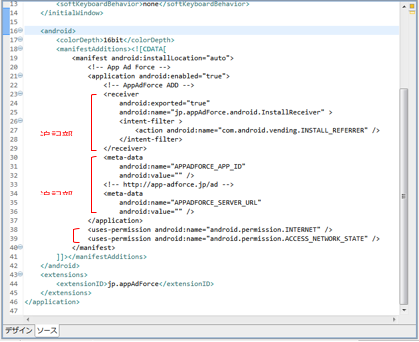 13 <softKeyboardBehavior>none</softKeyboardBehavior>
14 </initialWindow>
15
16 <android>
17 <colorDepth>16bit</colorDepth>
18 <manifestAdditions><![CDATA[
19 <manifest android:installLocation="auto">
20 <!-- App Ad Force -->
21 <application android:enabled="true">
22 <!-- AppAdForce ADD -->
23 <receiver
24 android:exported="true"
25 android:name="jp.appAdForce.android.InstallReceiver" >
26 <intent-filter >
27 <action android:name="com.android.vending.INSTALL_REFERRER" />
28 </intent-filter>
29 </receiver>
30 <meta-data
31 android:name="APPADFORCE_APP_ID"
32 android:value="" />
33 <!-- http://app-adforce.jp/ad -->
34 <meta-data
35 android:name="APPADFORCE_SERVER_URL"
36 android:value="" />
37 </application>
38 <uses-permission android:name="android.permission.INTERNET" />
39 <uses-permission android:name="android.permission.ACCESS_NETWORK_STATE" />
40 </manifest>
41 ]]></manifestAdditions>
42 </android>
43 <extensions>
44 <extensionID>jp.appAdForce</extensionID>
45 </extensions>
46 </application>
47
デザイン ソース